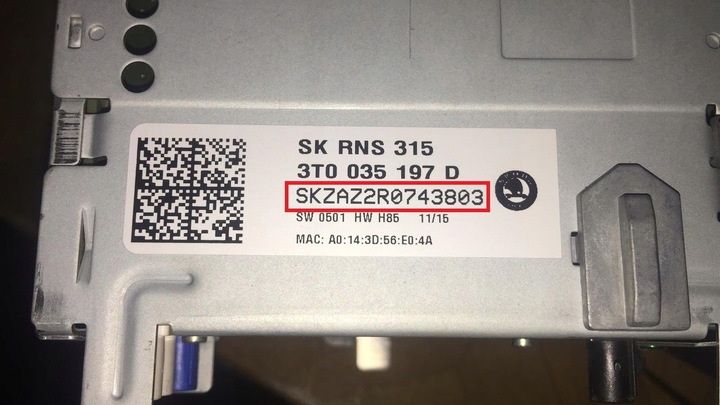 SK RNS 315
3T0 035 197 D
SKZAZ2R0743803
SW 0501 HW H85 11/15
MAC: A0:14:3D:56:E0:4A